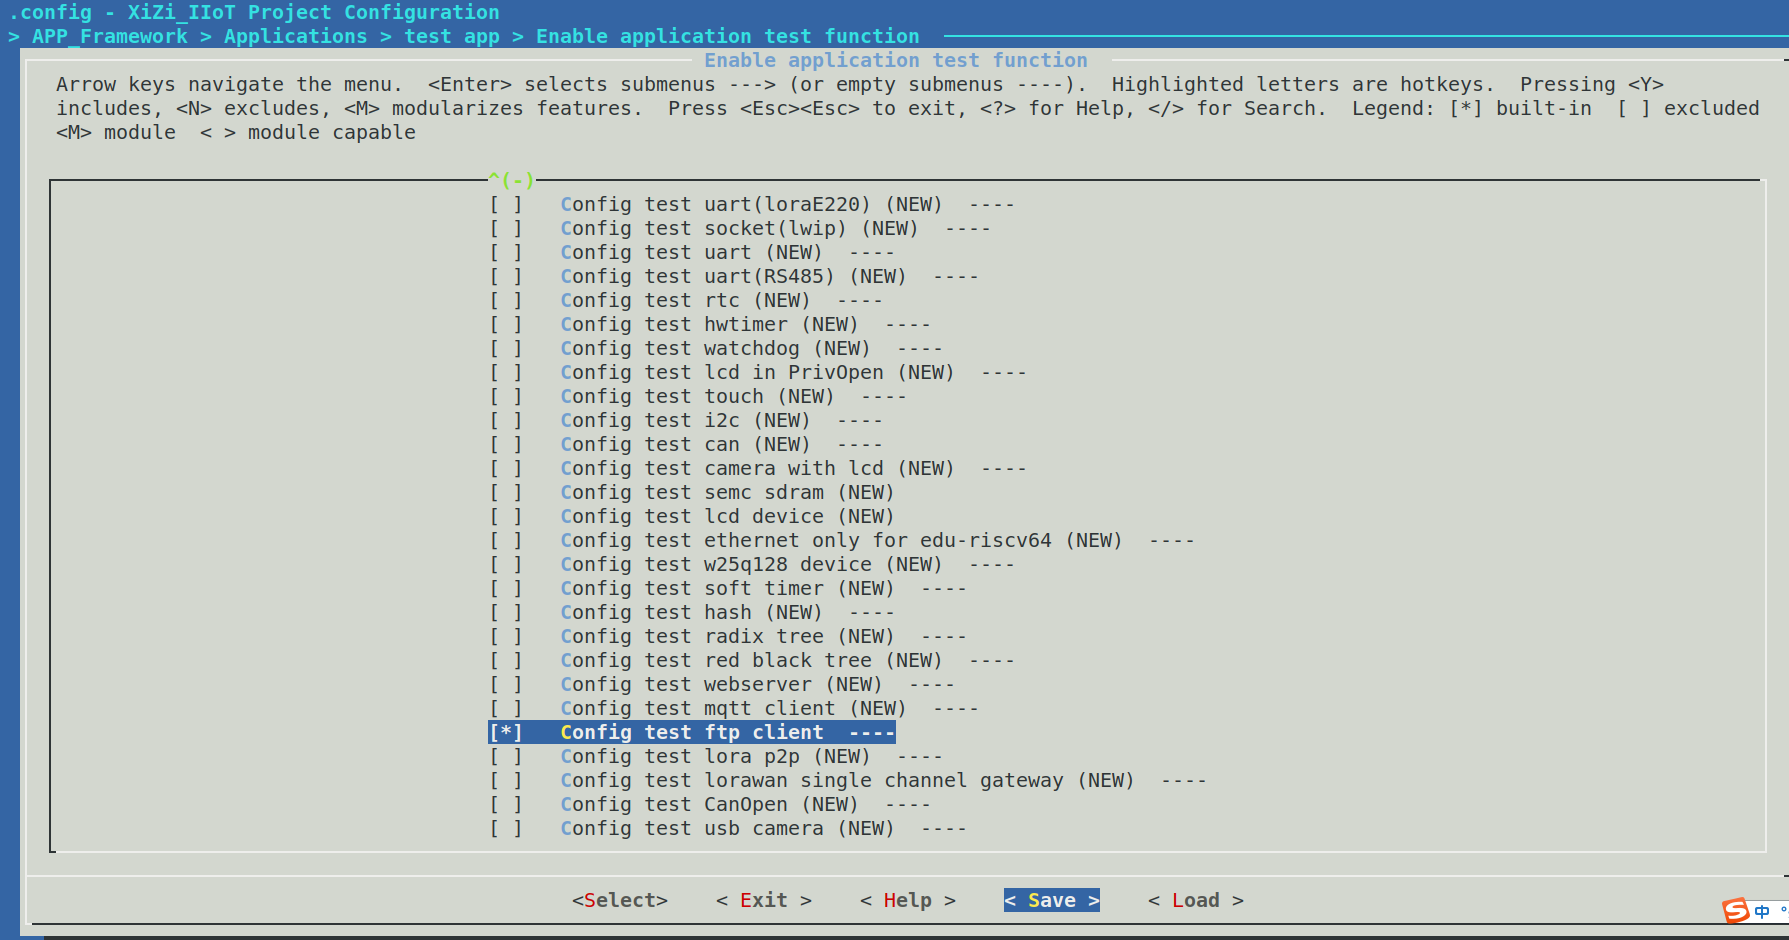 .config - XiZi_IIoT Project Configuration
> APP_Framework > Applications > test app > Enable application test function
Enable application test function
Arrow keys navigate the menu.  <Enter> selects submenus ---> (or empty submenus ----).  Highlighted letters are hotkeys.  Pressing <Y>
includes, <N> excludes, <M> modularizes features.  Press <Esc><Esc> to exit, <?> for Help, </> for Search.  Legend: [*] built-in  [ ] excluded
<M> module  < > module capable
^(-)
[ ]   Config test uart(loraE220) (NEW)  ----
[ ]   Config test socket(lwip) (NEW)  ----
[ ]   Config test uart (NEW)  ----
[ ]   Config test uart(RS485) (NEW)  ----
[ ]   Config test rtc (NEW)  ----
[ ]   Config test hwtimer (NEW)  ----
[ ]   Config test watchdog (NEW)  ----
[ ]   Config test lcd in PrivOpen (NEW)  ----
[ ]   Config test touch (NEW)  ----
[ ]   Config test i2c (NEW)  ----
[ ]   Config test can (NEW)  ----
[ ]   Config test camera with lcd (NEW)  ----
[ ]   Config test semc sdram (NEW)
[ ]   Config test lcd device (NEW)
[ ]   Config test ethernet only for edu-riscv64 (NEW)  ----
[ ]   Config test w25q128 device (NEW)  ----
[ ]   Config test soft timer (NEW)  ----
[ ]   Config test hash (NEW)  ----
[ ]   Config test radix tree (NEW)  ----
[ ]   Config test red black tree (NEW)  ----
[ ]   Config test webserver (NEW)  ----
[ ]   Config test mqtt client (NEW)  ----
[*]   Config test ftp client  ----
[ ]   Config test lora p2p (NEW)  ----
[ ]   Config test lorawan single channel gateway (NEW)  ----
[ ]   Config test CanOpen (NEW)  ----
[ ]   Config test usb camera (NEW)  ----
<Select>    < Exit >    < Help >    < Save >    < Load >
S 中